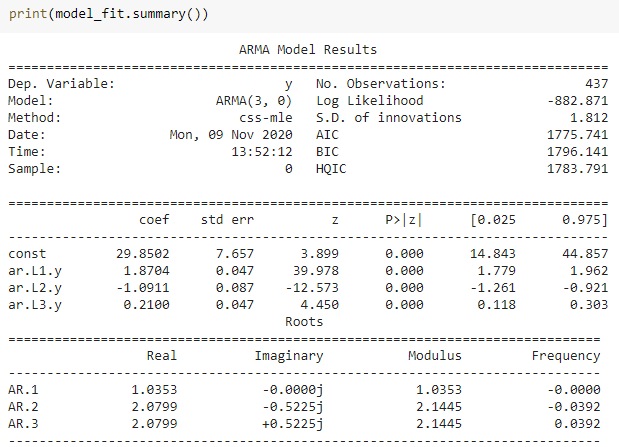 print(model_fit.summary())
ARMA Model Results
==============================================================================
Dep. Variable:                      y   No. Observations:                  437
Model:                     ARMA(3, 0)   Log Likelihood                -882.871
Method:                       css-mle   S.D. of innovations              1.812
Date:                Mon, 09 Nov 2020   AIC                           1775.741
Time:                        13:52:12   BIC                           1796.141
Sample:                             0   HQIC                          1783.791
==============================================================================
                 coef    std err          z      P>|z|      [0.025      0.975]
------------------------------------------------------------------------------
const         29.8502      7.657      3.899      0.000      14.843      44.857
ar.L1.y        1.8704      0.047     39.978      0.000       1.779       1.962
ar.L2.y       -1.0911      0.087    -12.573      0.000      -1.261      -0.921
ar.L3.y        0.2100      0.047      4.450      0.000       0.118       0.303
                                    Roots
=============================================================================
                  Real          Imaginary           Modulus         Frequency
-----------------------------------------------------------------------------
AR.1            1.0353           -0.0000j            1.0353           -0.0000
AR.2            2.0799           -0.5225j            2.1445           -0.0392
AR.3            2.0799           +0.5225j            2.1445            0.0392
-----------------------------------------------------------------------------